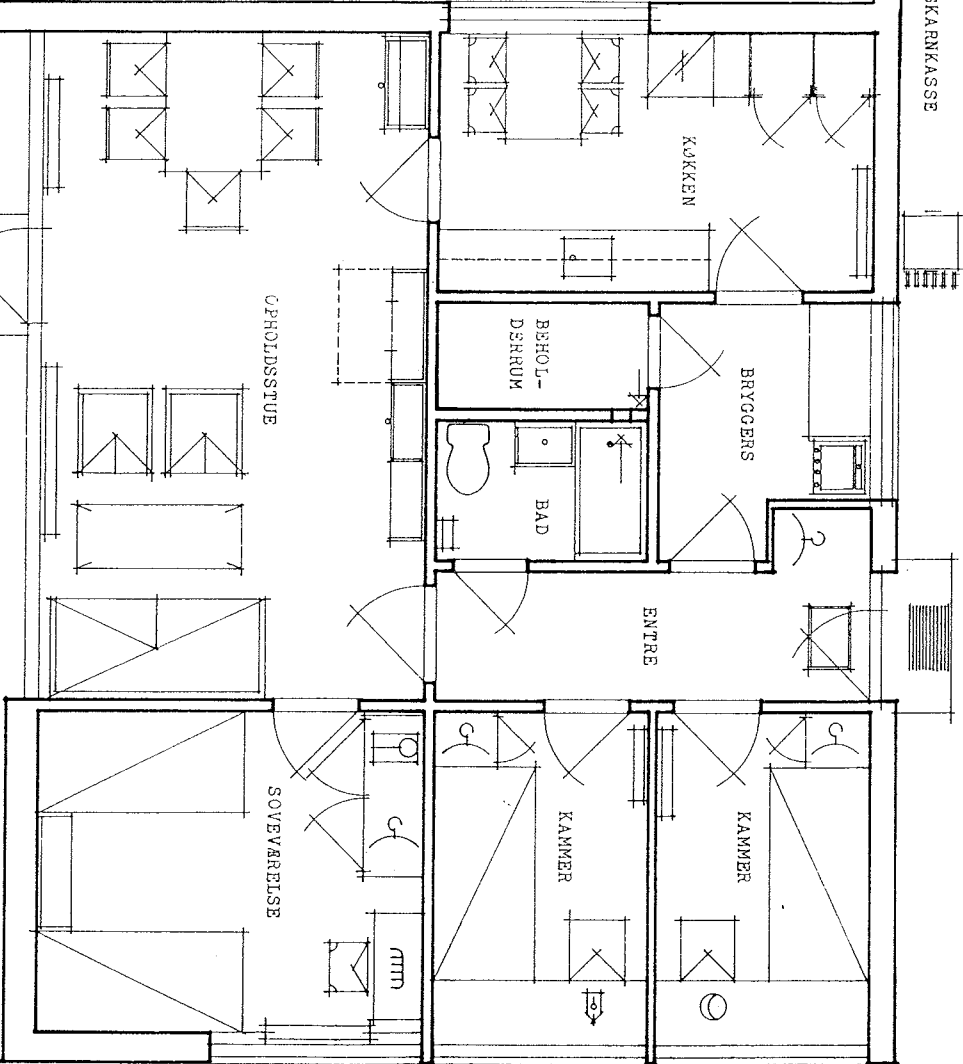 SKARNKASSE
KØKKEN
BRYGGERS
BEHOL-
DERRUM
BAD
ENTRE
KAMMER
KAMMER
OPHOLDSSTUE
SOVEVÆRELSE